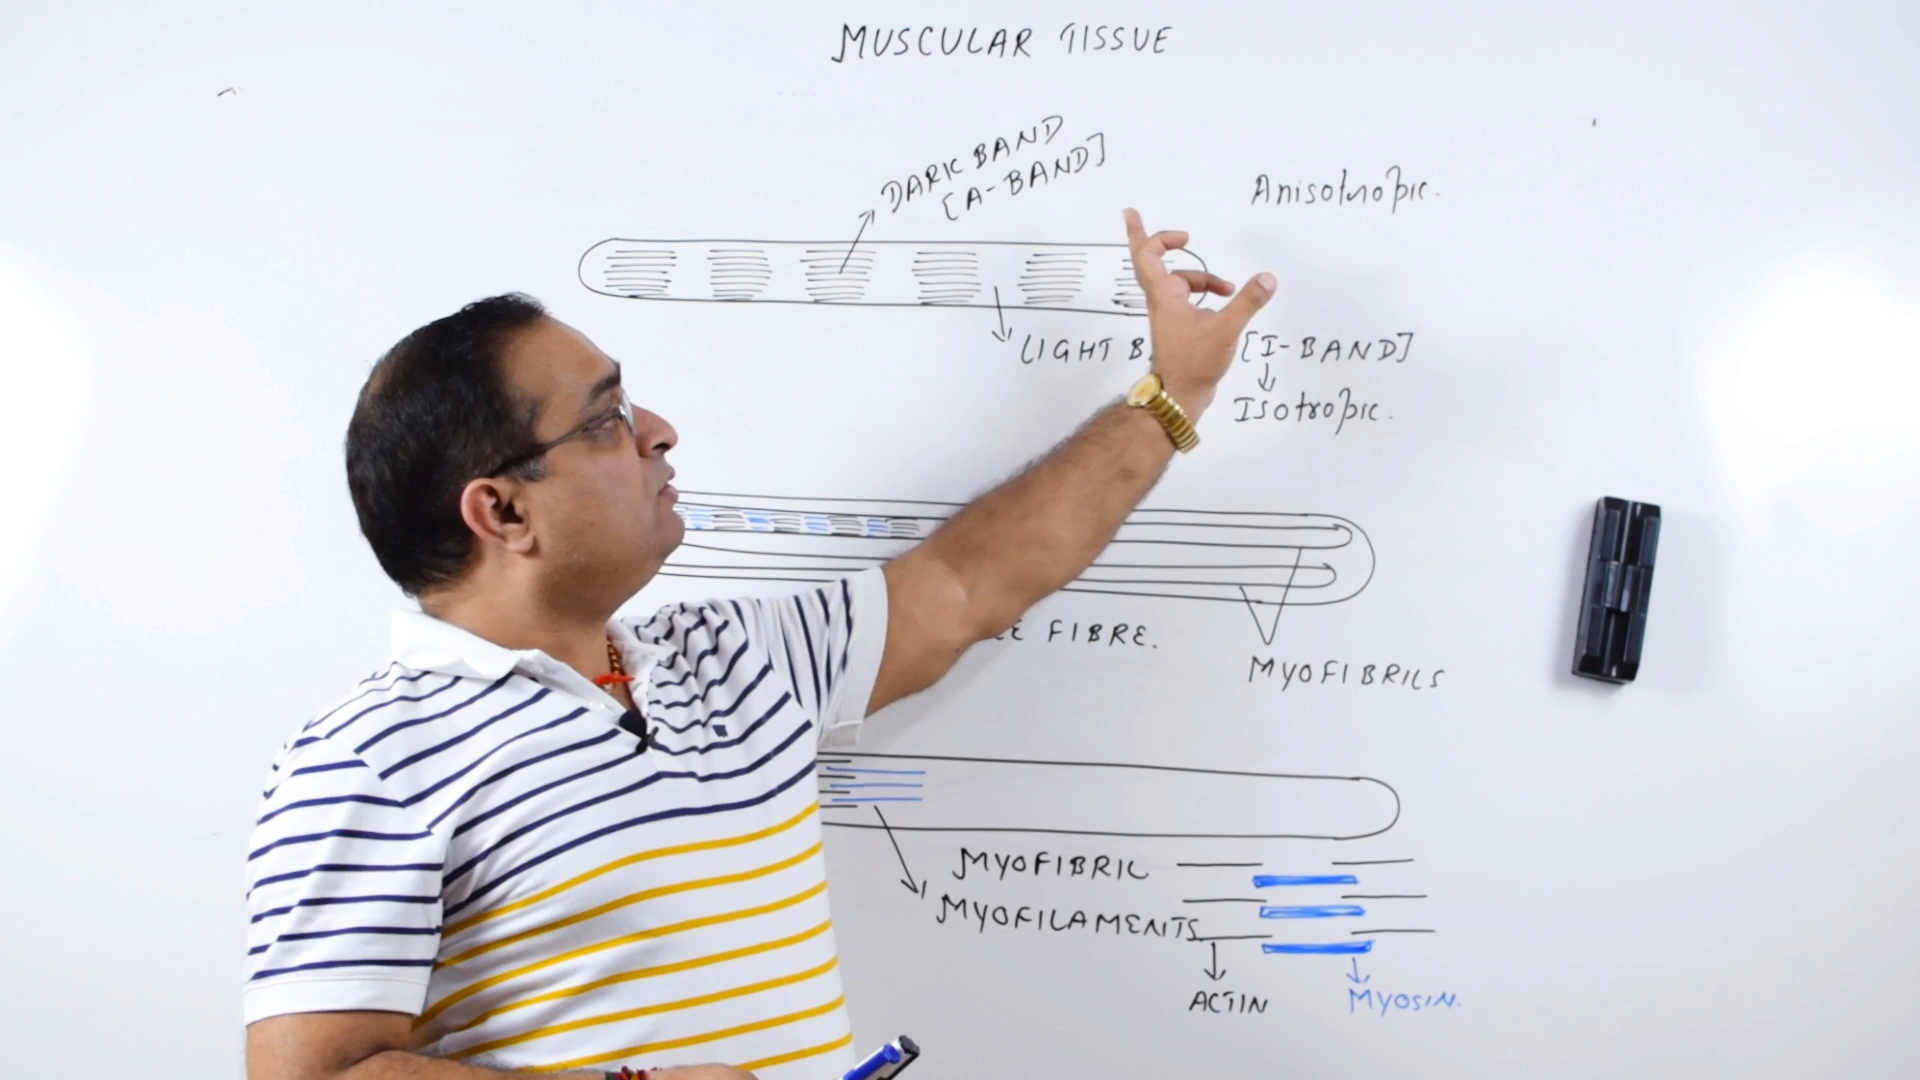 MUSCULAR TISSUE
DARK BAND
[A-BAND]
Anisotropic.
LIGHT B
[I-BAND]
Isotropic.
FIBRE.
MYOFIBRILS
MYOFIBRIL
MYOFILAMENTS
ACTIN
MYOSIN.